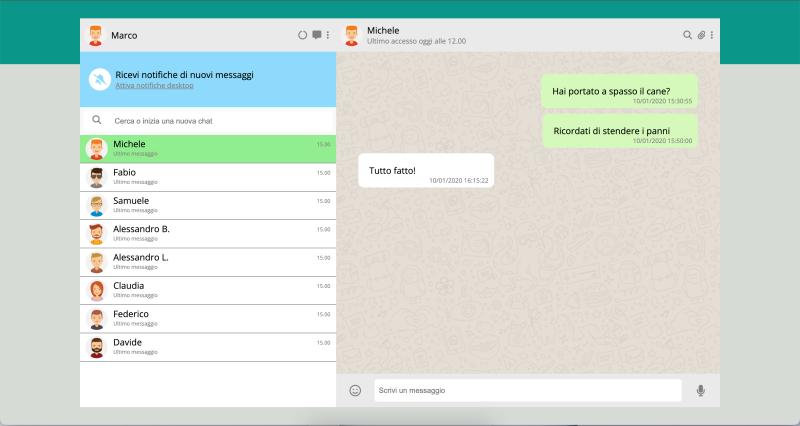 Marco
Ricevi notifiche di nuovi messaggi
Attiva notifiche desktop
Cerca o inizia una nuova chat
Michele
15.00
Ultimo messaggio
Fabio
15.00
Ultimo messaggio
Samuele
15.00
Ultimo messaggio
Alessandro B.
15.00
Ultimo messaggio
Alessandro L.
15.00
Ultimo messaggio
Claudia
15.00
Ultimo messaggio
Federico
15.00
Ultimo messaggio
Davide
15.00
Ultimo messaggio
Michele
Ultimo accesso oggi alle 12.00
Hai portato a spasso il cane?
10/01/2020 15:30:55
Ricordati di stendere i panni
10/01/2020 15:50:00
Tutto fatto!
10/01/2020 16:15:22
Scrivi un messaggio